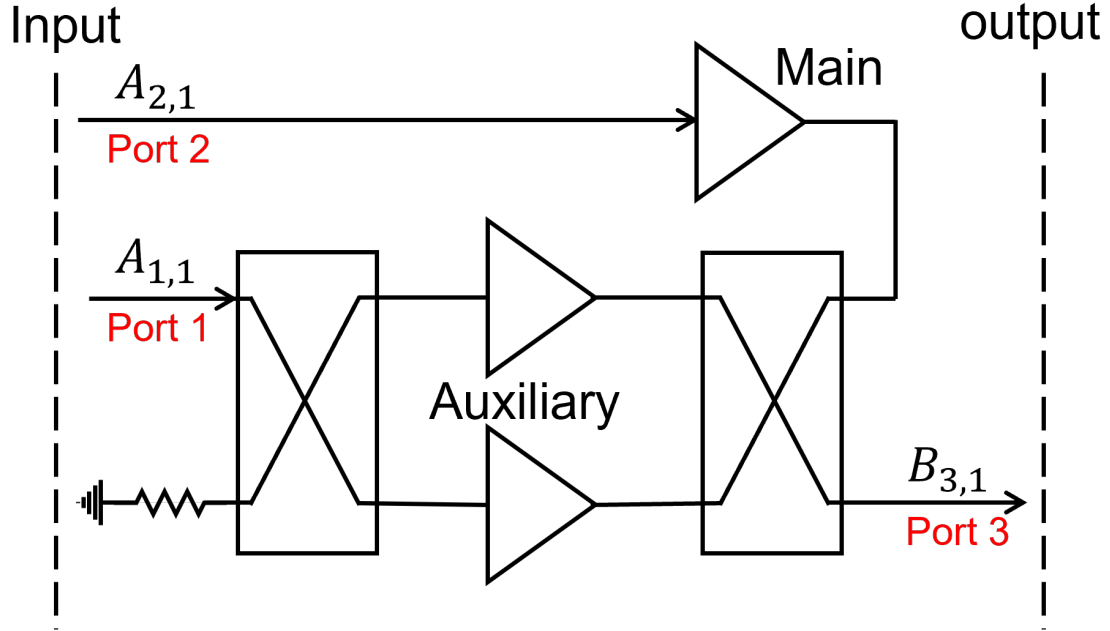 Input
output
A2,1
Main
Port 2
A1,1
Port 1
Auxiliary
B3,1
Port 3